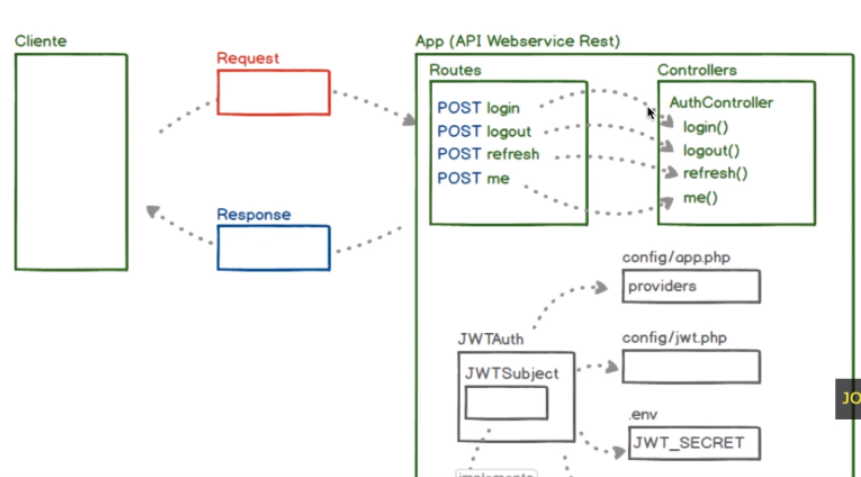 Cliente
Request
Response
App (API Webservice Rest)
Routes
POST login
POST logout
POST refresh
POST me
Controllers
AuthController
login()
logout()
refresh()
me()
config/app.php
providers
JWTAuth
JWTSubject
config/jwt.php
.env
JWT_SECRET
implements
JO